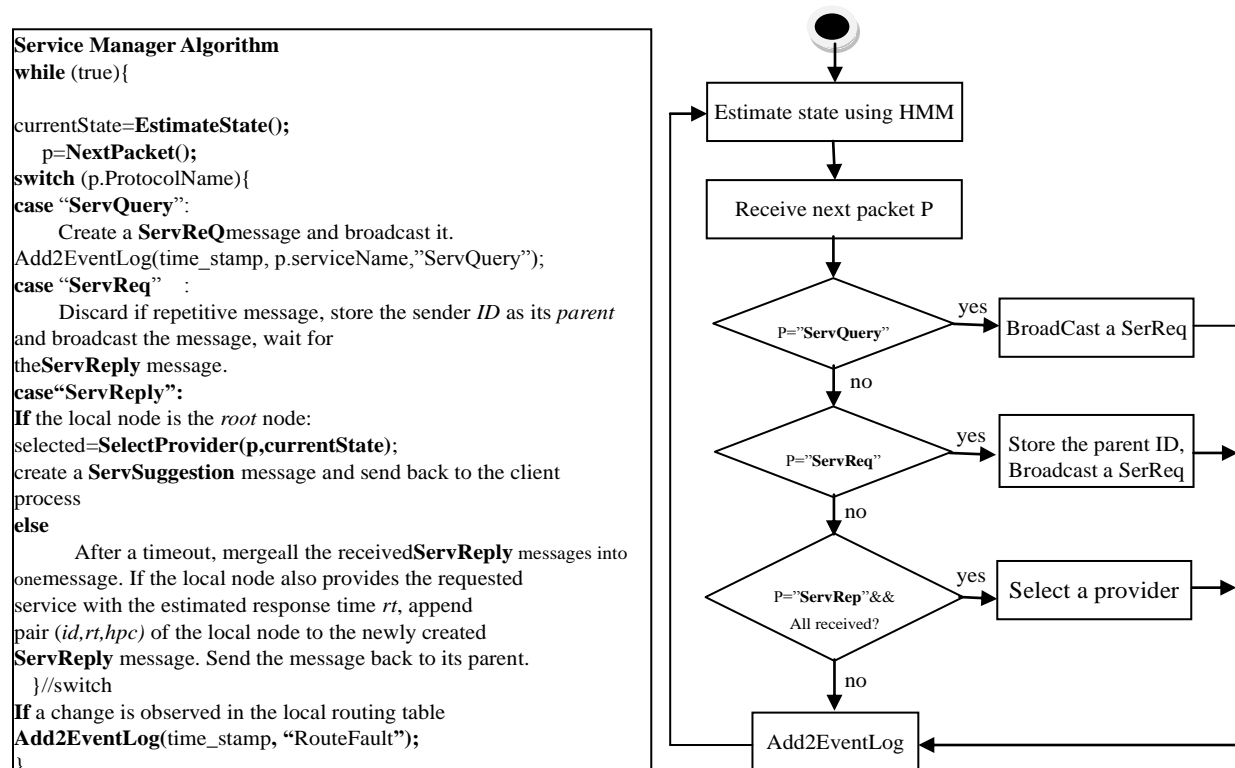 Service Manager Algorithm
while (true){
currentState=EstimateState();
p=NextPacket();
switch (p.ProtocolName){
case “ServQuery”:
Create a ServReQmessage and broadcast it.
Add2EventLog(time_stamp, p.serviceName,”ServQuery”);
case “ServReq” :
Discard if repetitive message, store the sender ID as its parent
and broadcast the message, wait for
theServReply message.
case“ServReply”:
If the local node is the root node:
selected=SelectProvider(p,currentState);
create a ServSuggestion message and send back to the client
process
else
After a timeout, mergeall the receivedServReply messages into
onemessage. If the local node also provides the requested
service with the estimated response time rt, append
pair (id,rt,hpc) of the local node to the newly created
ServReply message. Send the message back to its parent.
}//switch
If a change is observed in the local routing table
Add2EventLog(time_stamp, “RouteFault”);
}
Estimate state using HMM
Receive next packet P
P=”ServQuery”
yes
BroadCast a SerReq
no
P=”ServReq”
yes
Store the parent ID,
Broadcast a SerReq
no
P=”ServRep”&&
All received?
yes
Select a provider
no
Add2EventLog